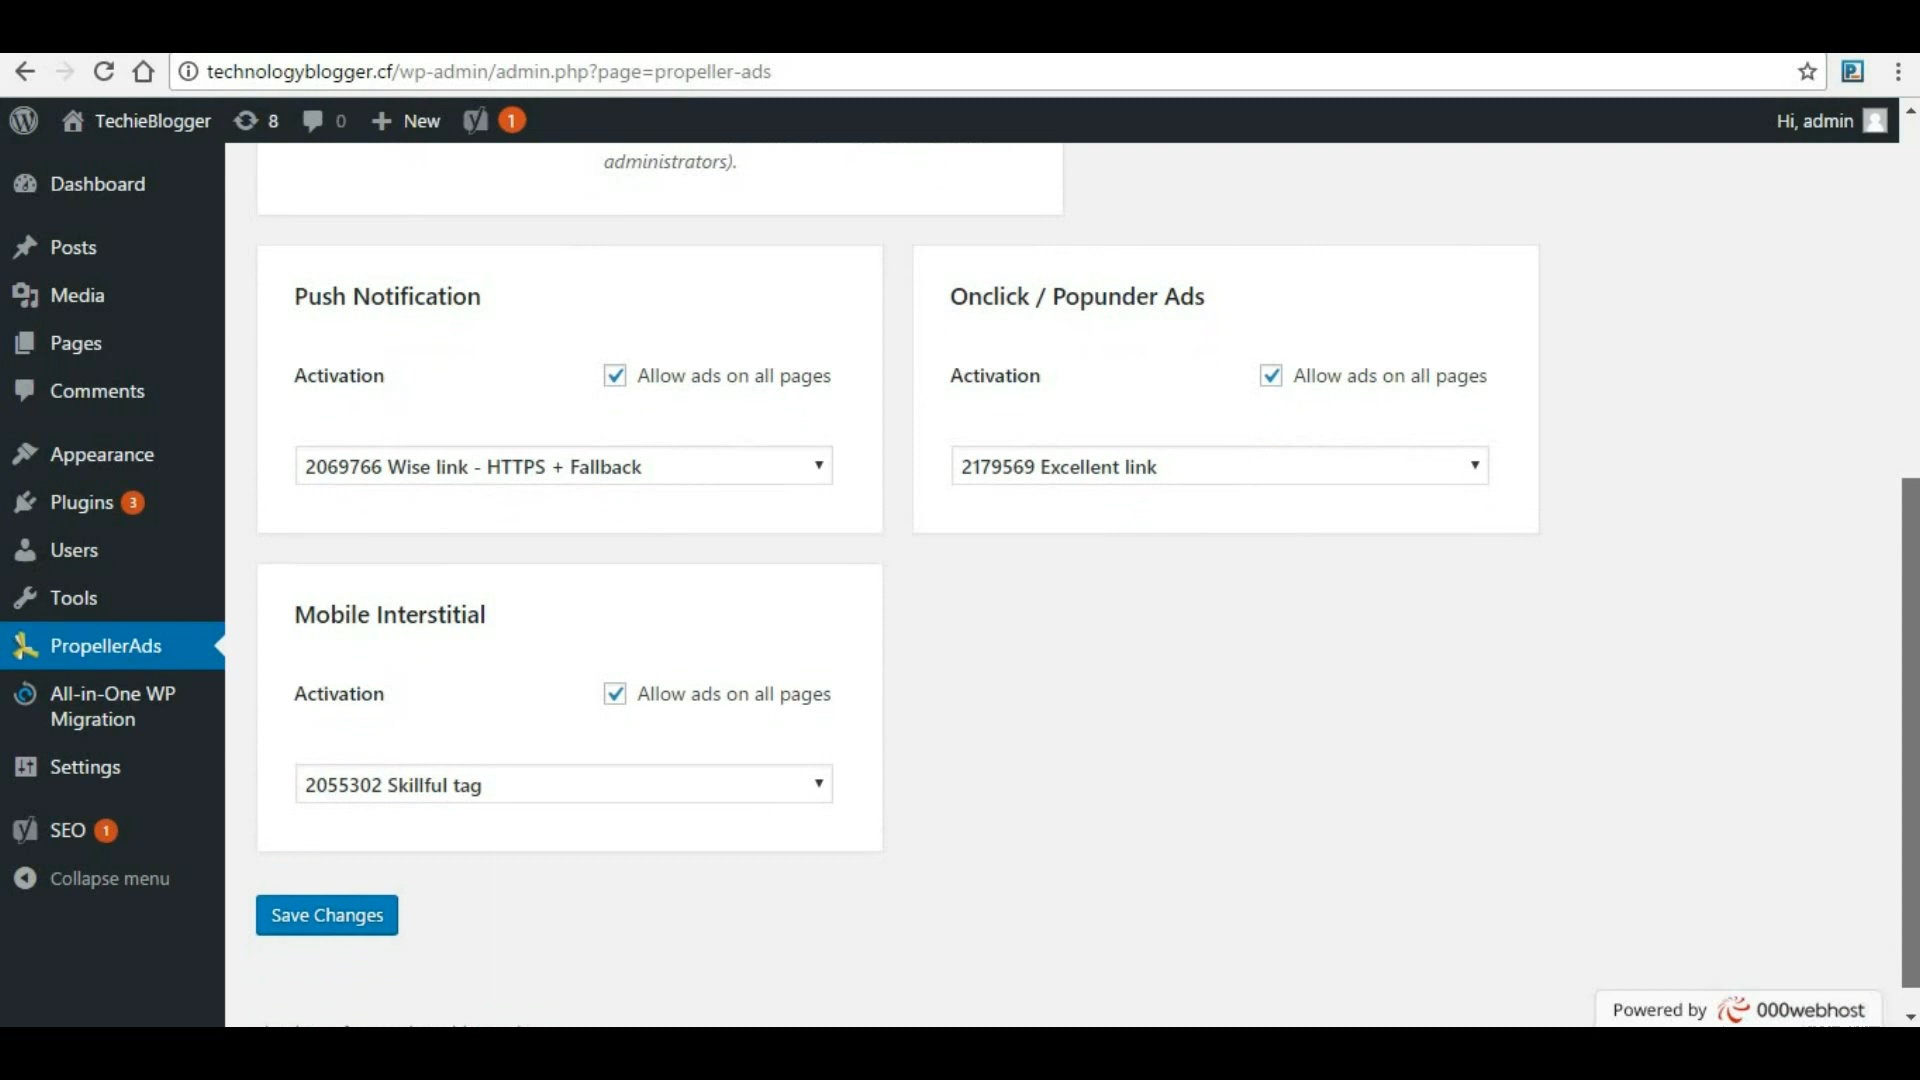 technologyblogger.cf/wp-admin/admin.php?page=propeller-ads
TechieBlogger 8 0 New 1 Hi, admin
Dashboard
Posts
Media
Pages
Comments
Appearance
Plugins 3
Users
Tools
PropellerAds
All-in-One WP
Migration
Settings
SEO 1
Collapse menu
administrators).
Push Notification
Activation Allow ads on all pages
2069766 Wise link - HTTPS + Fallback
Onclick / Popunder Ads
Activation Allow ads on all pages
2179569 Excellent link
Mobile Interstitial
Activation Allow ads on all pages
2055302 Skillful tag
Save Changes
Powered by 000webhost